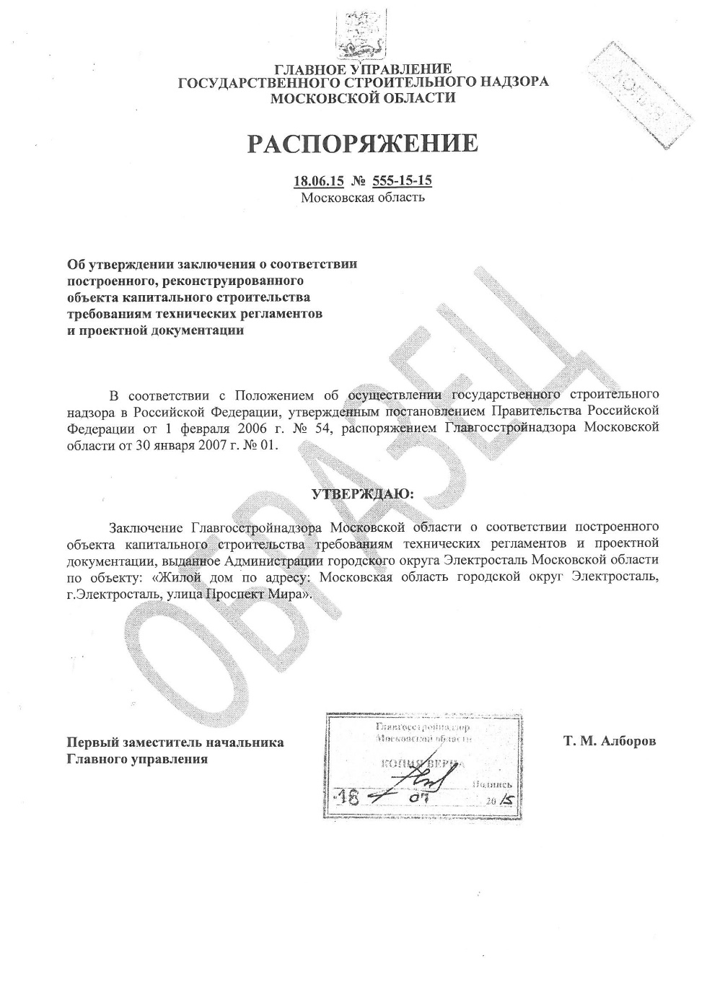 ГЛАВНОЕ УПРАВЛЕНИЕ
ГОСУДАРСТВЕННОГО СТРОИТЕЛЬНОГО НАДЗОРА
МОСКОВСКОЙ ОБЛАСТИ
КОПИЯ
РАСПОРЯЖЕНИЕ
18.06.15 № 555-15-15
Московская область
Об утверждении заключения о соответствии
построенного, реконструированного
объекта капитального строительства
требованиям технических регламентов
и проектной документации
В соответствии с Положением об осуществлении государственного строительного
надзора в Российской Федерации, утвержденным постановлением Правительства Российской
Федерации от 1 февраля 2006 г. № 54, распоряжением Главгосстройнадзора Московской
области от 30 января 2007 г. № 01.
УТВЕРЖДАЮ:
Заключение Главгосстройнадзора Московской области о соответствии построенного
объекта капитального строительства требованиям технических регламентов и проектной
документации, выданное Администрации городского округа Электросталь Московской области
по объекту: «Жилой дом по адресу: Московская область городской округ Электросталь,
г.Электросталь, улица Проспект Мира».
ОБРАЗЕЦ
Первый заместитель начальника
Главного управления
Главгосстройнадзор
Московской области
КОПИЯ ВЕРНА
Подпись
18 07 2015
Т. М. Алборов